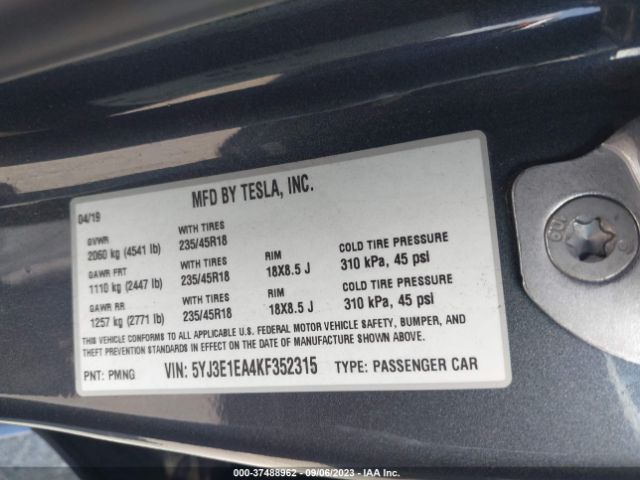 MFD BY TESLA, INC.
04/19
GVWR WITH TIRES
2060 kg (4541 lb) 235/45R18
GAWR FRT WITH TIRES RIM COLD TIRE PRESSURE
1110 kg (2447 lb) 235/45R18 18X8.5 J 310 kPa, 45 psi
GAWR RR WITH TIRES RIM COLD TIRE PRESSURE
1257 kg (2771 lb) 235/45R18 18X8.5 J 310 kPa, 45 psi
THIS VEHICLE CONFORMS TO ALL APPLICABLE U.S. FEDERAL MOTOR VEHICLE SAFETY, BUMPER, AND
THEFT PREVENTION STANDARDS IN EFFECT ON THE DATE OF MANUFACTURE SHOWN ABOVE.
PNT: PMNG VIN: 5YJ3E1EA4KF352315 TYPE: PASSENGER CAR
000-37488962 - 09/06/2023 - IAA Inc.